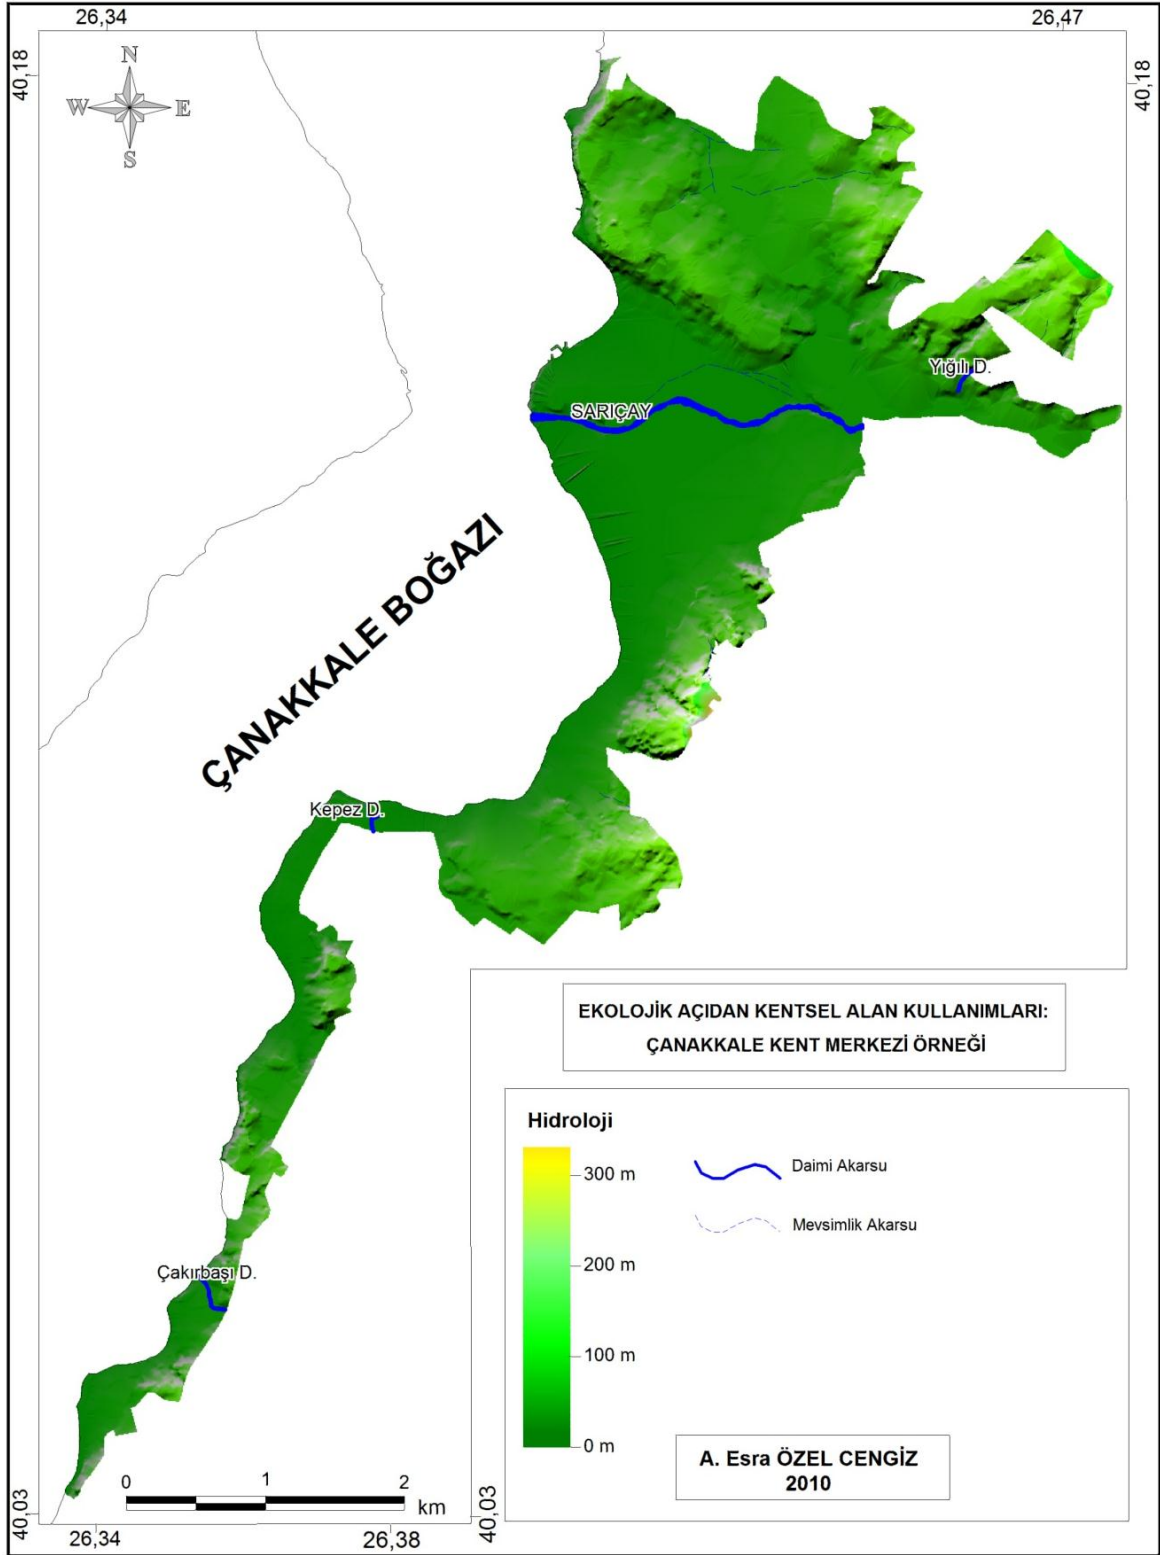 26,34
26,47
40,18
40,18
N
W
E
S
Yığılı D.
SARIÇAY
ÇANAKKALE BOĞAZI
Kepez D.
EKOLOJİK AÇIDAN KENTSEL ALAN KULLANIMLARI:
ÇANAKKALE KENT MERKEZİ ÖRNEĞİ
Hidroloji
300 m
200 m
100 m
0 m
Daimi Akarsu
Mevsimlik Akarsu
Çakırbaşı D.
A. Esra ÖZEL CENGİZ
2010
0
1
2
km
40,03
40,03
26,34
26,38